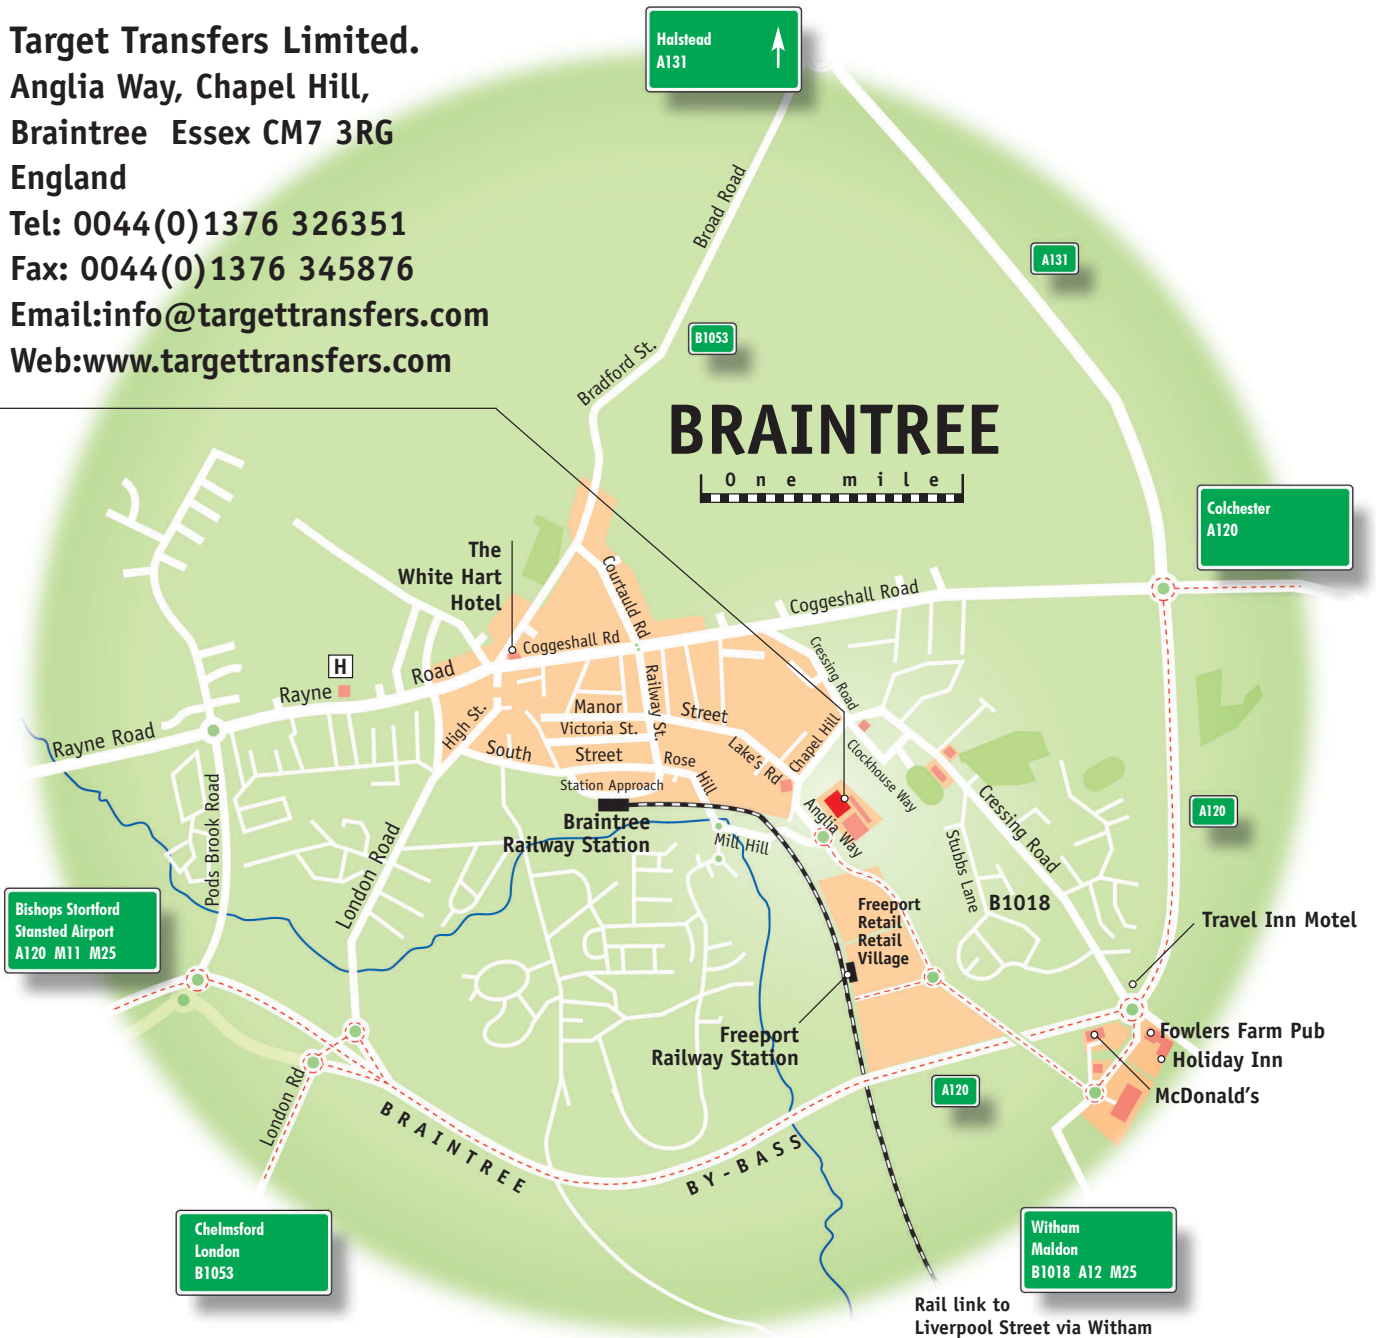 Target Transfers Limited.
Anglia Way, Chapel Hill,
Braintree Essex CM7 3RG
England
Tel: 0044(0)1376 326351
Fax: 0044(0)1376 345876
Email:info@targettransfers.com
Web:www.targettransfers.com
Halstead
A131
Broad Road
A131
B1053
Bradford St.
BRAINTREE
One mile
Colchester
A120
The
White Hart
Hotel
Courtauld Rd
Coggeshall Road
Coggeshall Rd
Cressing Road
H
Rayne Road
Rayne Road
Railway St.
Manor Street
Victoria St.
High St.
South Street
Rose Hill
Lake's Rd
Chapel Hill
Clockhouse Way
Station Approach
Braintree
Railway Station
Anglia Way
Mill Hill
Cressing Road
A120
Pods Brook Road
London Road
Stubbs Lane
B1018
Freeport
Retail
Retail
Village
Bishops Stortford
Stansted Airport
A120 M11 M25
Travel Inn Motel
Freeport
Railway Station
Fowlers Farm Pub
Holiday Inn
McDonald's
A120
London Rd
BRAINTREE BY-BASS
Chelmsford
London
B1053
Witham
Maldon
B1018 A12 M25
Rail link to
Liverpool Street via Witham